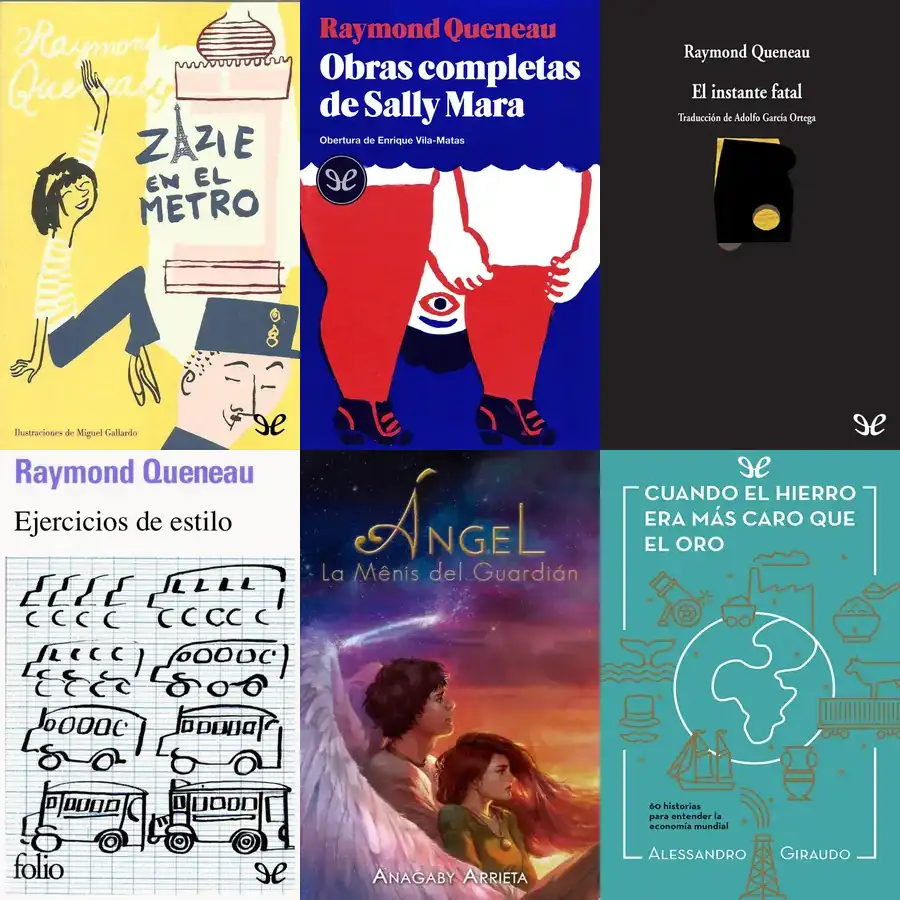 Raymond
Queneau
ZAZIE
EN EL
METRO
Ilustraciones de Miguel Gallardo
Raymond Queneau
Obras completas
de Sally Mara
Obertura de Enrique Vila-Matas
Raymond Queneau
El instante fatal
Traducción de Adolfo García Ortega
Raymond Queneau
Ejercicios de estilo
folio
ÁNGEL
La Mênis del Guardián
ANAGABY ARRIETA
CUANDO EL HIERRO
ERA MÁS CARO QUE
EL ORO
60 historias
para entender la
economía mundial
ALESSANDRO GIRAUDO